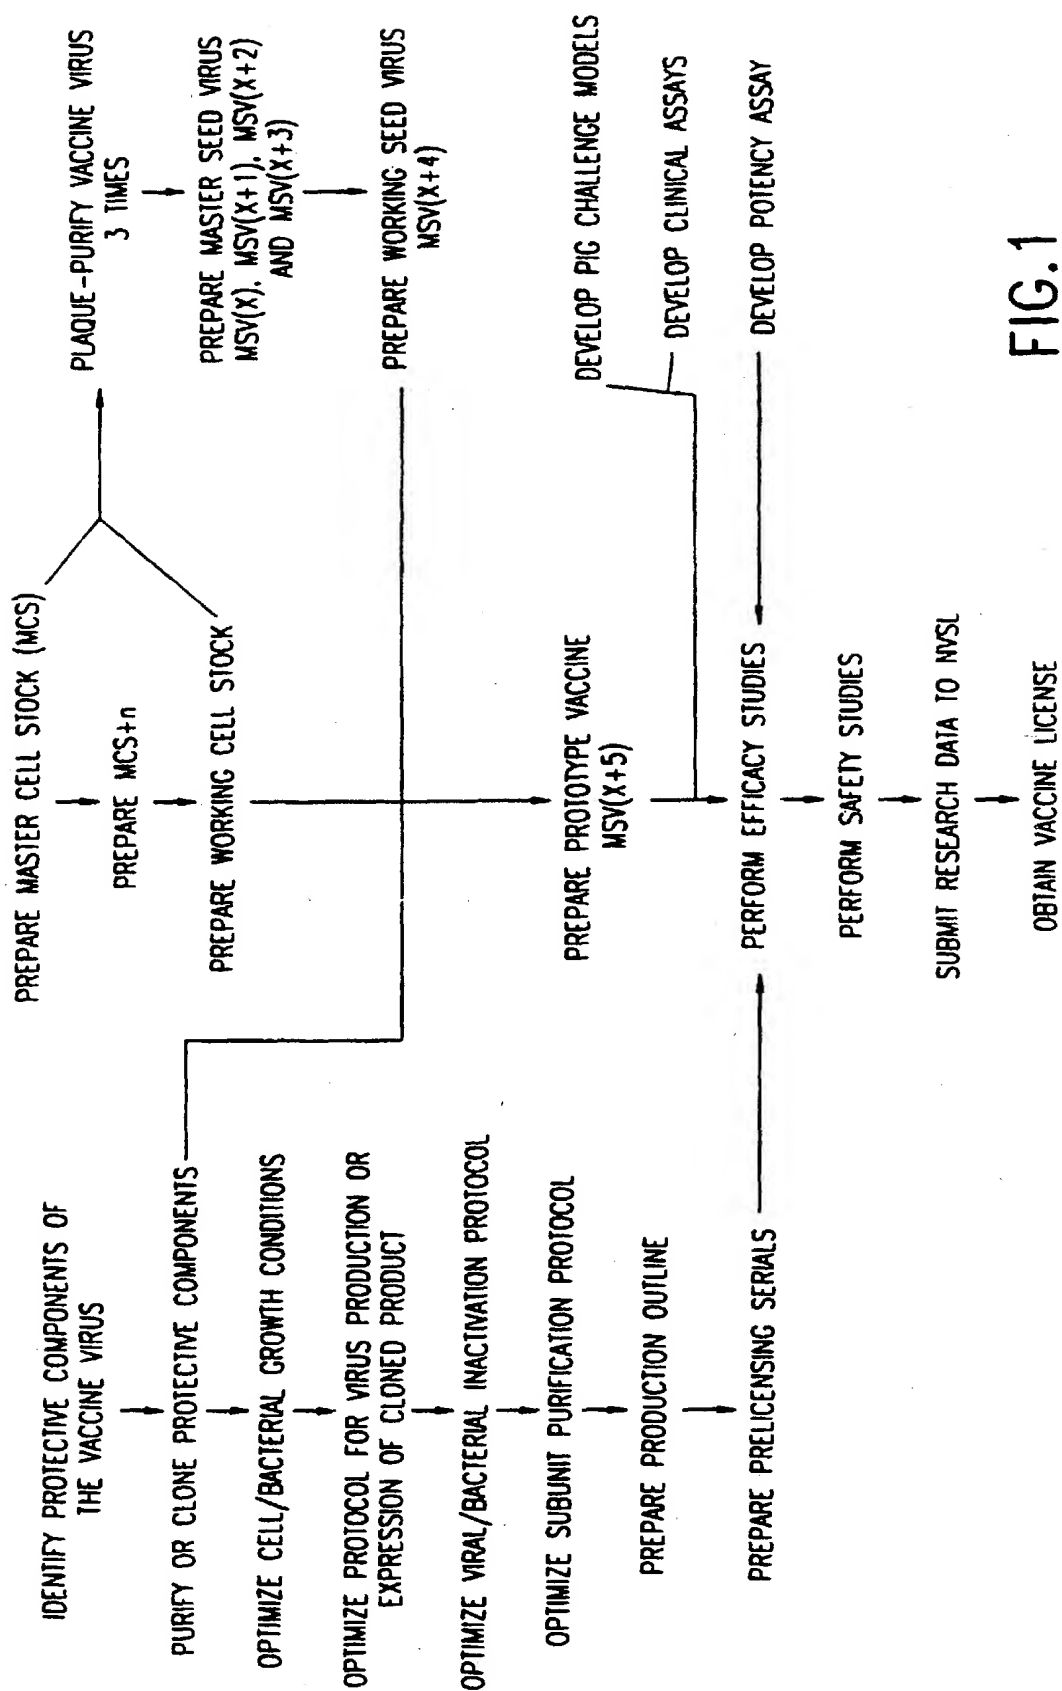 IDENTIFY PROTECTIVE COMPONENTS OF
THE VACCINE VIRUS
PURIFY OR CLONE PROTECTIVE COMPONENTS
OPTIMIZE CELL/BACTERIAL GROWTH CONDITIONS
OPTIMIZE PROTOCOL FOR VIRUS PRODUCTION OR
EXPRESSION OF CLONED PRODUCT
OPTIMIZE VIRAL/BACTERIAL INACTIVATION PROTOCOL
OPTIMIZE SUBUNIT PURIFICATION PROTOCOL
PREPARE PRODUCTION OUTLINE
PREPARE PRELICENSING SERIALS
PREPARE MASTER CELL STOCK (MCS)
PREPARE MCS+n
PREPARE WORKING CELL STOCK
PREPARE PROTOTYPE VACCINE
MSV(X+5)
PERFORM EFFICACY STUDIES
PERFORM SAFETY STUDIES
SUBMIT RESEARCH DATA TO NVSL
OBTAIN VACCINE LICENSE
PLAQUE-PURIFY VACCINE VIRUS
3 TIMES
PREPARE MASTER SEED VIRUS
MSV(X), MSV(X+1), MSV(X+2)
AND MSV(X+3)
PREPARE WORKING SEED VIRUS
MSV(X+4)
DEVELOP PIG CHALLENGE MODELS
DEVELOP CLINICAL ASSAYS
DEVELOP POTENCY ASSAY
FIG.1